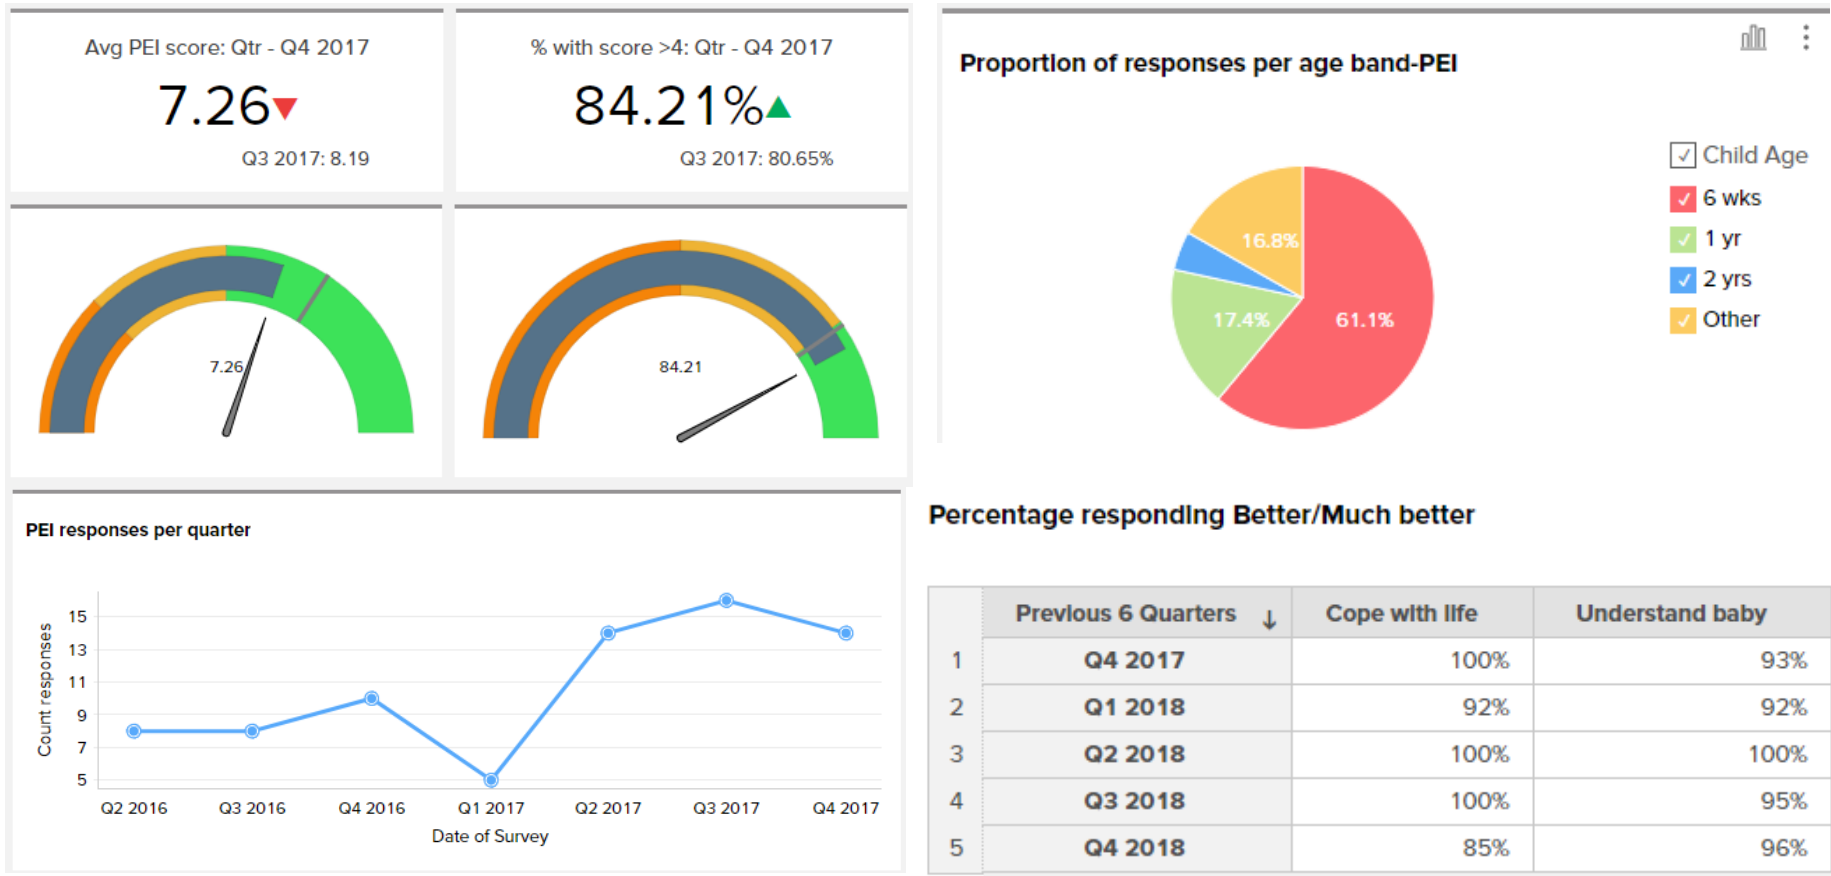 Avg PEI score: Qtr - Q4 2017
7.26
Q3 2017: 8.19
% with score >4: Qtr - Q4 2017
84.21%
Q3 2017: 80.65%
7.26
84.21
Proportion of responses per age band-PEI
Child Age
6 wks
1 yr
2 yrs
Other
16.8%
17.4%
61.1%
PEI responses per quarter
Count responses
15
13
11
9
7
5
Q2 2016 Q3 2016 Q4 2016 Q1 2017 Q2 2017 Q3 2017 Q4 2017
Date of Survey
Percentage responding Better/Much better
Previous 6 Quarters ↓ Cope with life Understand baby
1 Q4 2017 100% 93%
2 Q1 2018 92% 92%
3 Q2 2018 100% 100%
4 Q3 2018 100% 95%
5 Q4 2018 85% 96%